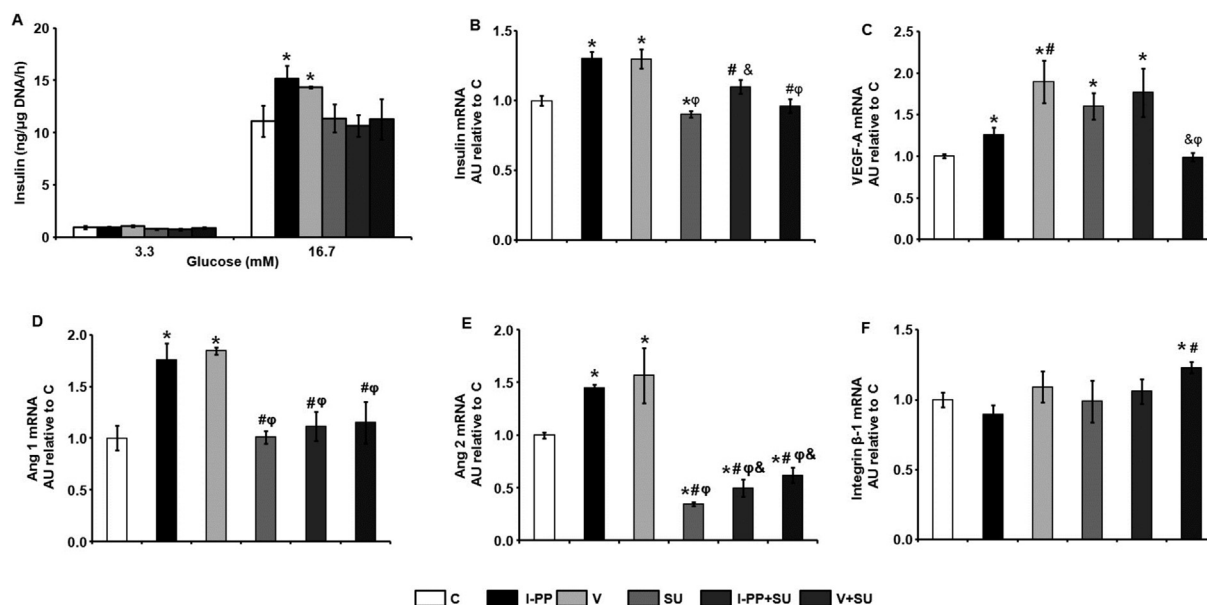 A
Insulin (ng/µg DNA/h)
20
15
10
5
0
*
*
3.3
16.7
Glucose (mM)
B
Insulin mRNA
AU relative to C
1.5
1.0
0.5
0.0
*
*
*φ
# &
#φ
C
VEGF-A mRNA
AU relative to C
2.5
2.0
1.5
1.0
0.5
0.0
*
*#
*
*
&φ
D
Ang 1 mRNA
AU relative to C
2.0
1.5
1.0
0.5
0.0
*
*
#φ
#φ
#φ
E
Ang 2 mRNA
AU relative to C
2.0
1.5
1.0
0.5
0.0
*
*
*#φ
*#φ&
*#φ&
F
Integrin β-1 mRNA
AU relative to C
1.5
1.0
0.5
0.0
* #
C I-PP V SU I-PP+SU V+SU